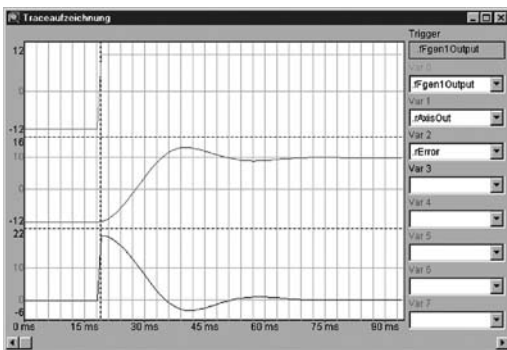 Traceaufzeichnung
Trigger
.rFgen1Output
Var 0
.rFgen1Output
Var 1
.rAxisOut
Var 2
.rError
Var 3
Var 4
Var 5
Var 6
Var 7
12
0
-12
16
10
0
-12
22
10
0
-6
0 ms 15 ms 30 ms 45 ms 60 ms 75 ms 90 ms